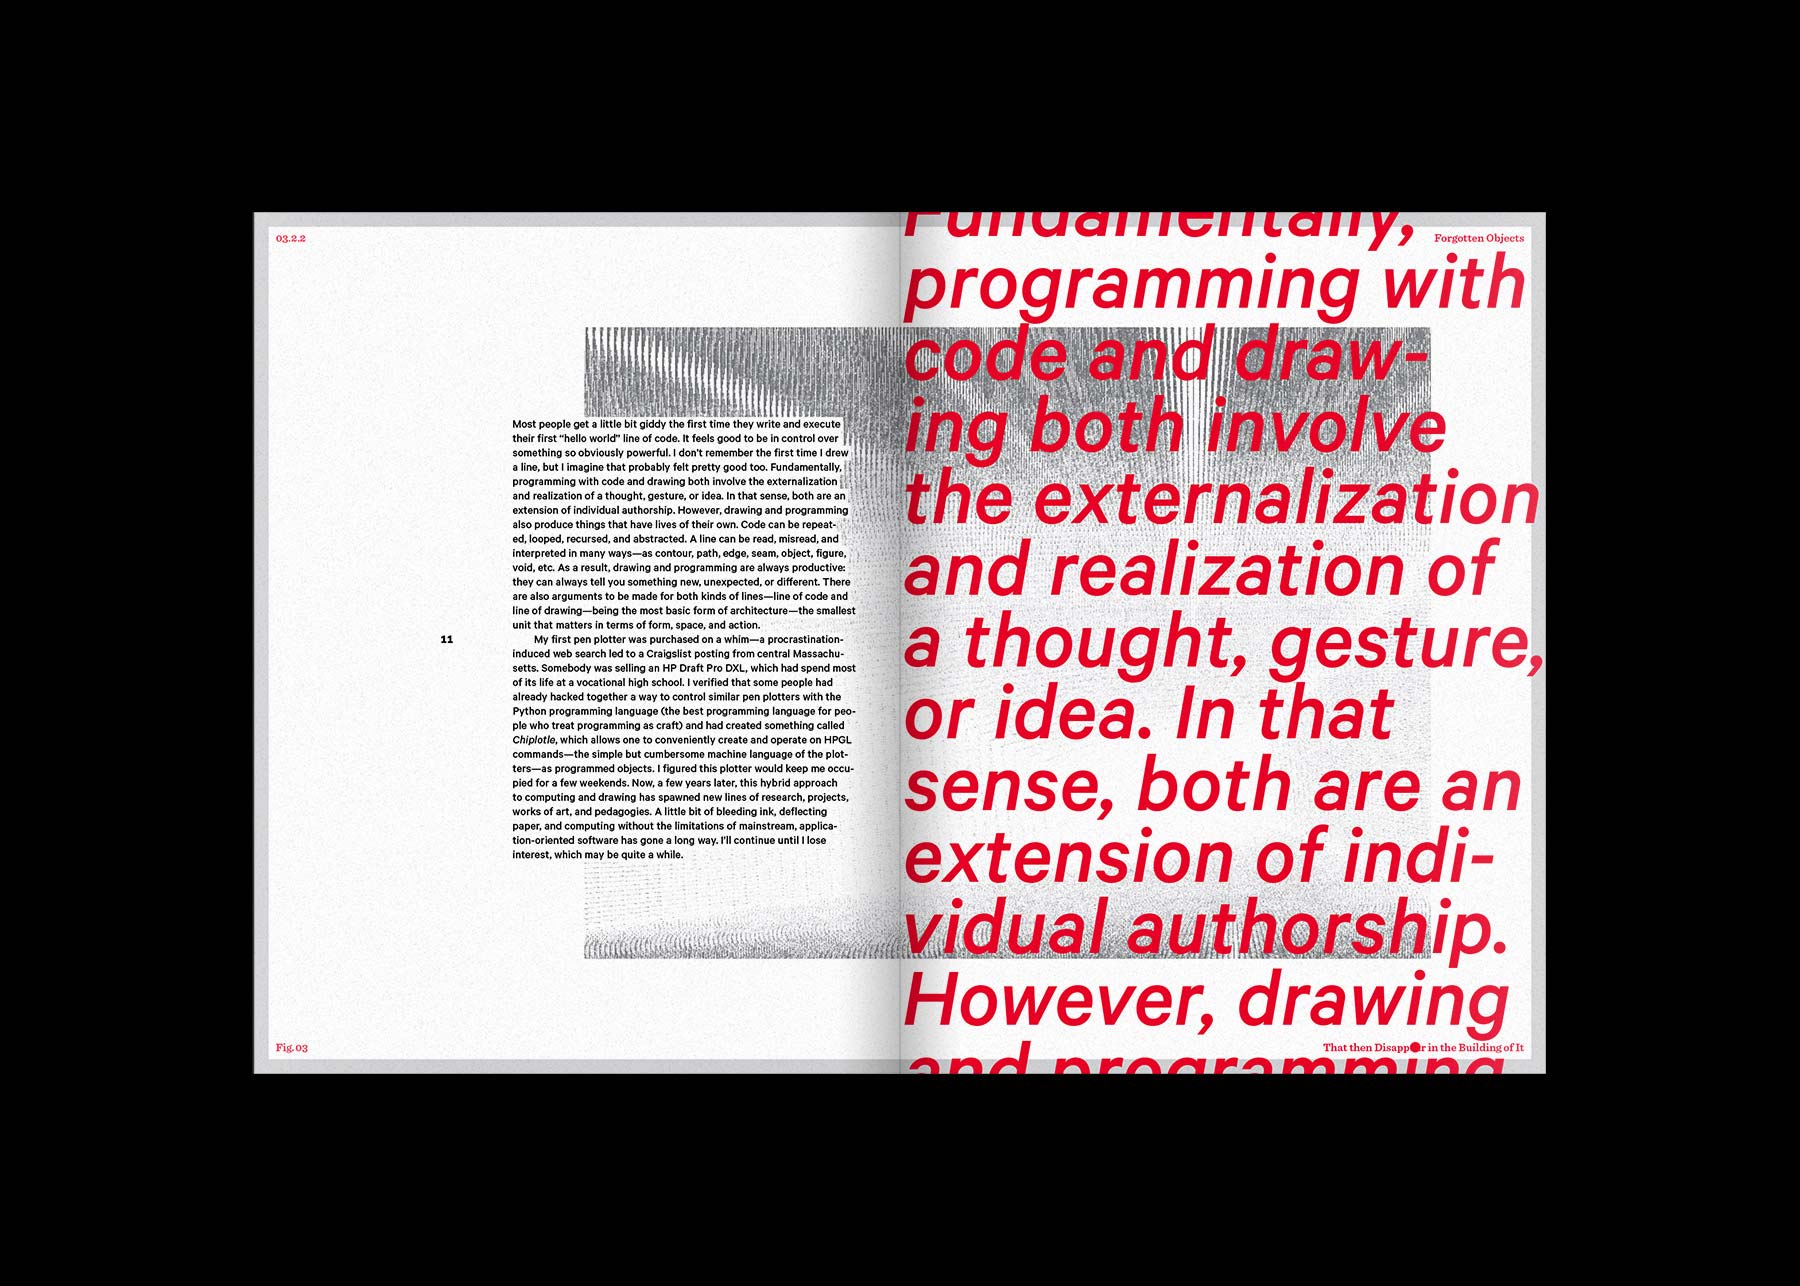 03.2.2
Most people get a little bit giddy the first time they write and execute
their first “hello world” line of code. It feels good to be in control over
something so obviously powerful. I don’t remember the first time I drew
a line, but I imagine that probably felt pretty good too. Fundamentally,
programming with code and drawing both involve the externalization
and realization of a thought, gesture, or idea. In that sense, both are an
extension of individual authorship. However, drawing and programming
also produce things that have lives of their own. Code can be repeat-
ed, looped, recursed, and abstracted. A line can be read, misread, and
interpreted in many ways—as contour, path, edge, seam, object, figure,
void, etc. As a result, drawing and programming are always productive:
they can always tell you something new, unexpected, or different. There
are also arguments to be made for both kinds of lines—line of code and
line of drawing—being the most basic form of architecture—the smallest
unit that matters in terms of form, space, and action.
11
My first pen plotter was purchased on a whim—a procrastination-
induced web search led to a Craigslist posting from central Massachu-
setts. Somebody was selling an HP Draft Pro DXL, which had spend most
of its life at a vocational high school. I verified that some people had
already hacked together a way to control similar pen plotters with the
Python programming language (the best programming language for peo-
ple who treat programming as craft) and had created something called
Chiplotle, which allows one to conveniently create and operate on HPGL
commands—the simple but cumbersome machine language of the plot-
ters—as programmed objects. I figured this plotter would keep me occu-
pied for a few weekends. Now, a few years later, this hybrid approach
to computing and drawing has spawned new lines of research, projects,
works of art, and pedagogies. A little bit of bleeding ink, deflecting
paper, and computing without the limitations of mainstream, applica-
tion-oriented software has gone a long way. I’ll continue until I lose
interest, which may be quite a while.
Fig.03
Forgotten Objects
Fundamentally,
programming with
code and draw-
ing both involve
the externalization
and realization of
a thought, gesture,
or idea. In that
sense, both are an
extension of indi-
vidual authorship.
However, drawing
and programming
That then in the Building of It